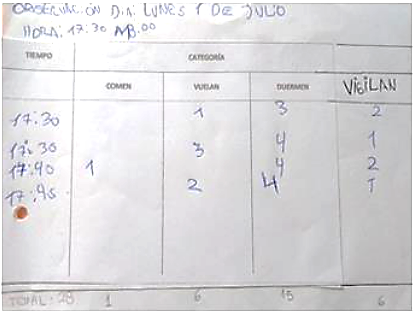 OBSERVACIÓN DIA: LUNES 1 DE JULIO
HORA: 17:30 A 18:00
TIEMPO CATEGORÍA
COMEN VUELAN DUERMEN VIGILAN
17:30 1 3 2
17:30 3 4 1
17:40 1 4 2
17:45 2 4 1
TOTAL: 28 1 6 15 6